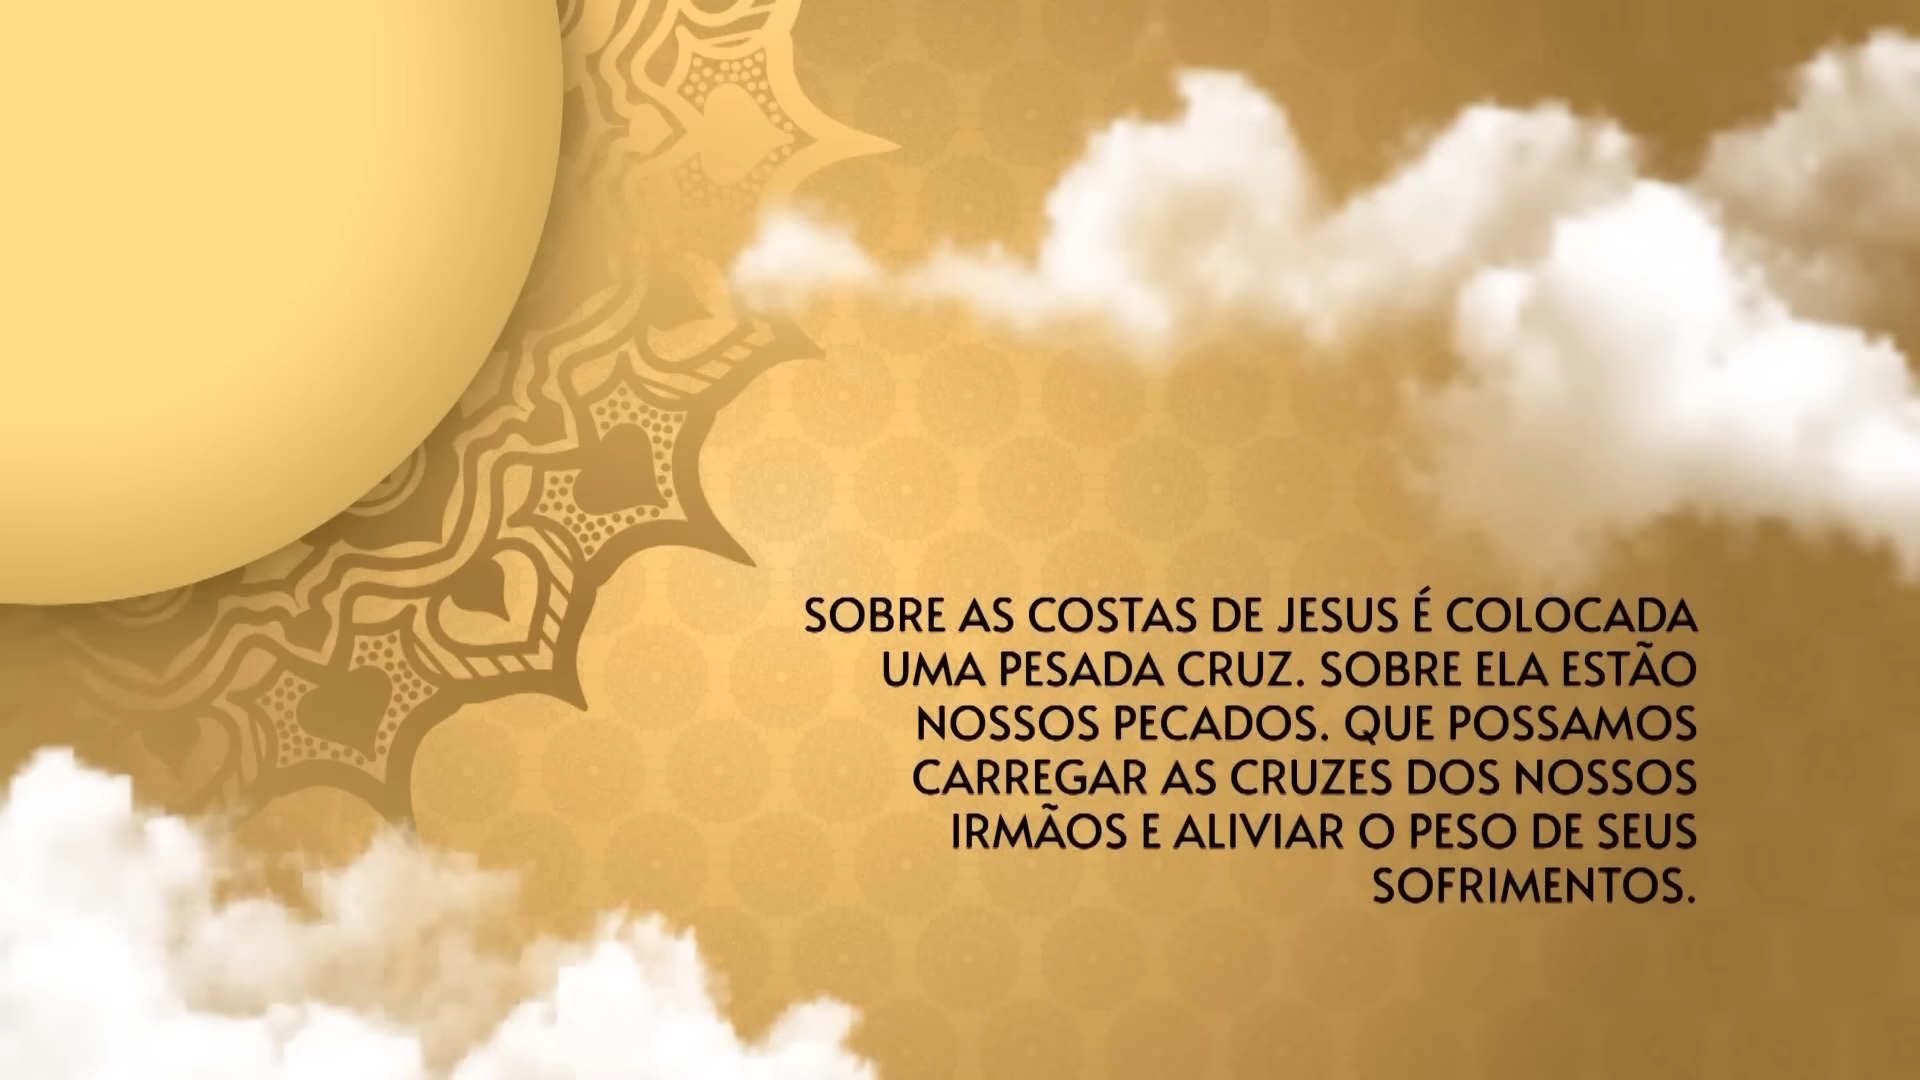 SOBRE AS COSTAS DE JESUS É COLOCADA
UMA PESADA CRUZ. SOBRE ELA ESTÃO
NOSSOS PECADOS. QUE POSSAMOS
CARREGAR AS CRUZES DOS NOSSOS
IRMÃOS E ALIVIAR O PESO DE SEUS
SOFRIMENTOS.